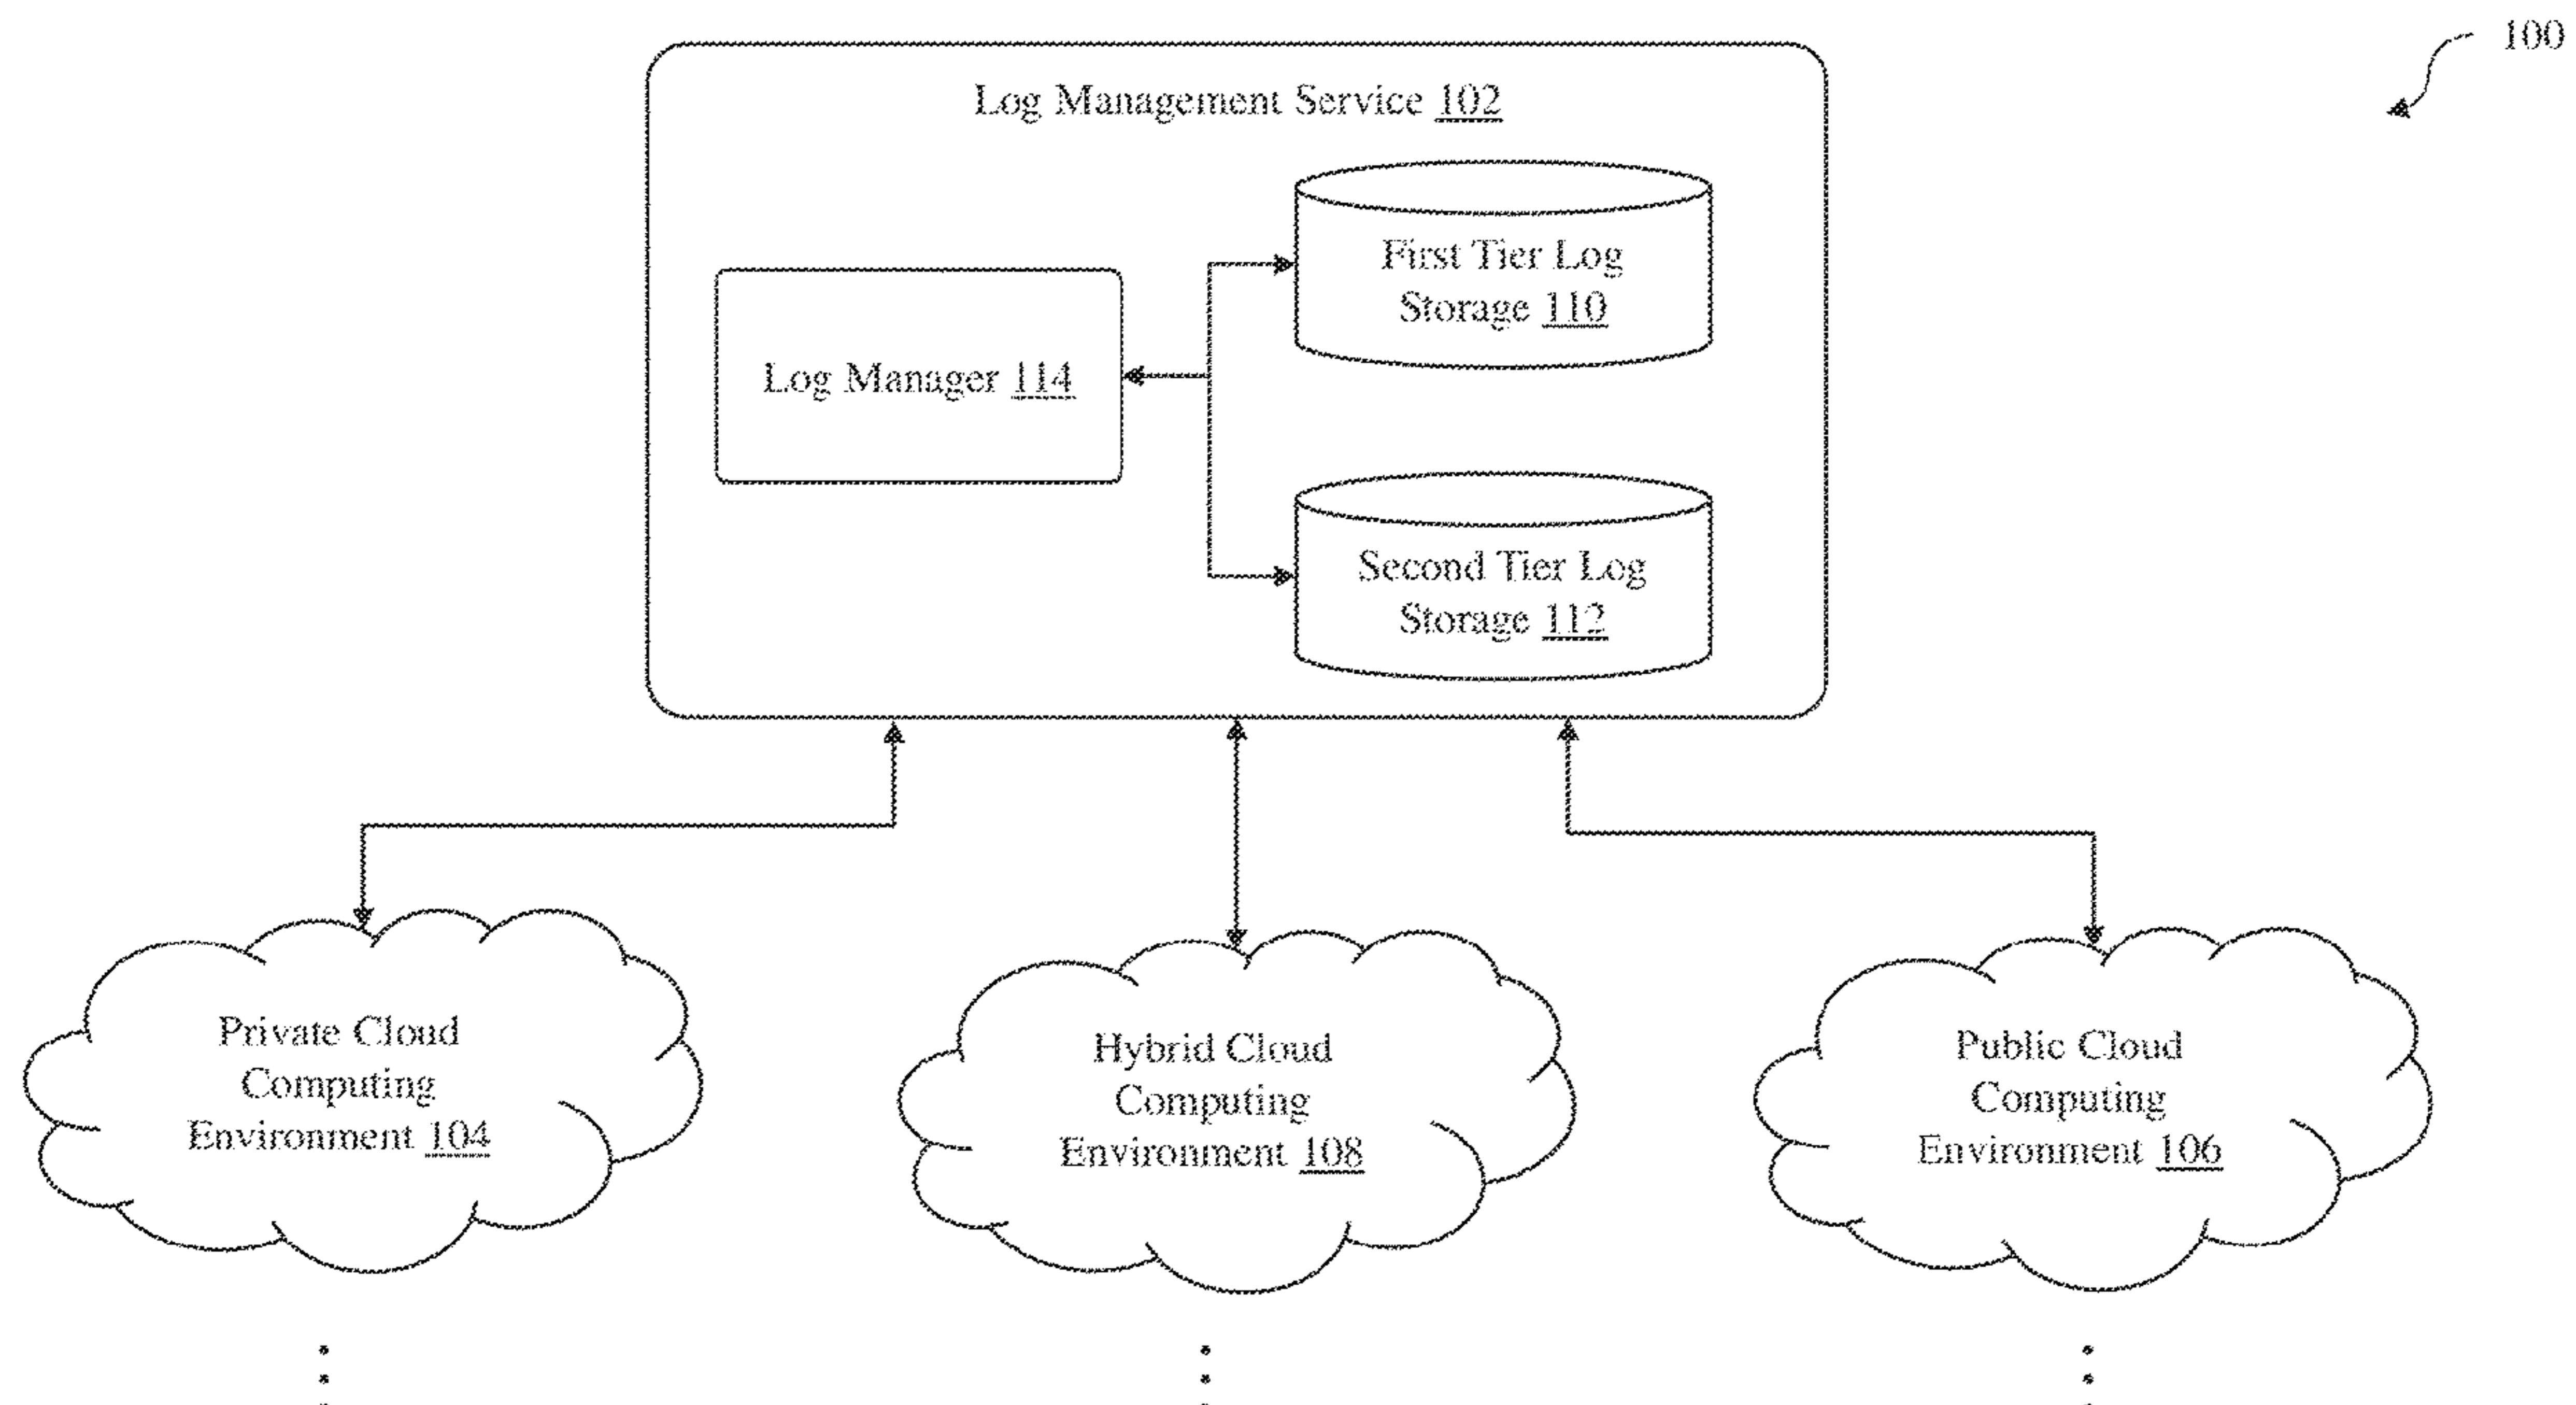 100
Log Management Service 102
First Tier Log
Storage 110
Log Manager 114
Second Tier Log
Storage 112
Private Cloud
Computing
Environment 104
Hybrid Cloud
Computing
Environment 108
Public Cloud
Computing
Environment 106